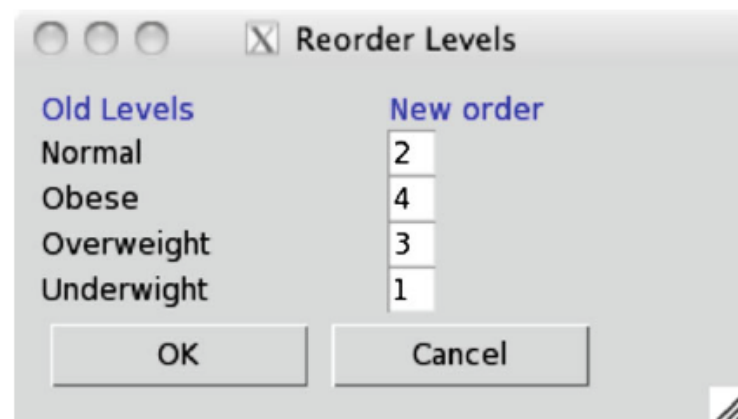 X Reorder Levels
Old Levels New order
Normal 2
Obese 4
Overweight 3
Underwight 1
OK Cancel